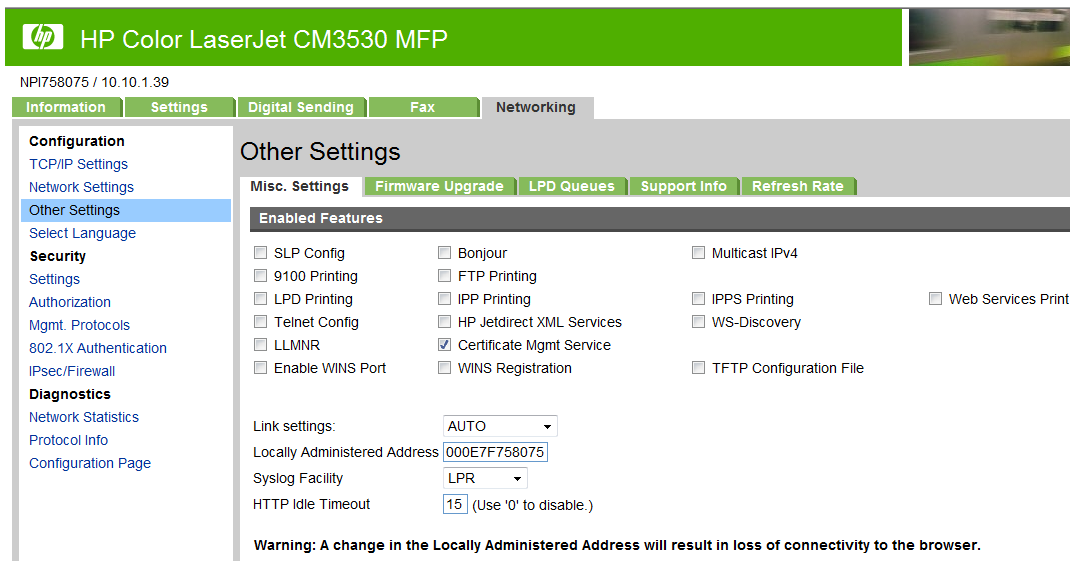 hp HP Color LaserJet CM3530 MFP
NPI758075 / 10.10.1.39
Information Settings Digital Sending Fax Networking
Configuration
TCP/IP Settings
Network Settings
Other Settings
Select Language
Security
Settings
Authorization
Mgmt. Protocols
802.1X Authentication
IPsec/Firewall
Diagnostics
Network Statistics
Protocol Info
Configuration Page
Other Settings
Misc. Settings Firmware Upgrade LPD Queues Support Info Refresh Rate
Enabled Features
SLP Config Bonjour Multicast IPv4
9100 Printing FTP Printing
LPD Printing IPP Printing IPPS Printing Web Services Print
Telnet Config HP Jetdirect XML Services WS-Discovery
LLMNR Certificate Mgmt Service
Enable WINS Port WINS Registration TFTP Configuration File
Link settings: AUTO
Locally Administered Address 000E7F758075
Syslog Facility LPR
HTTP Idle Timeout 15 (Use '0' to disable.)
Warning: A change in the Locally Administered Address will result in loss of connectivity to the browser.